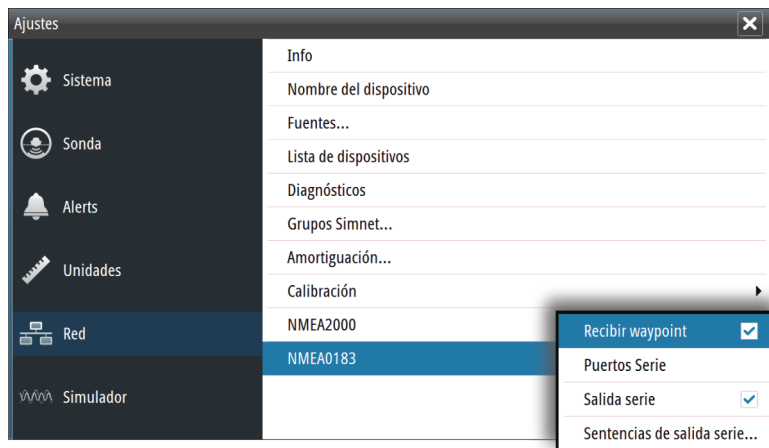 Ajustes
Sistema
Sonda
Alerts
Unidades
Red
Simulador
Info
Nombre del dispositivo
Fuentes...
Lista de dispositivos
Diagnósticos
Grupos Simnet...
Amortiguación...
Calibración
NMEA2000
NMEA0183
Recibir waypoint
Puertos Serie
Salida serie
Sentencias de salida serie...